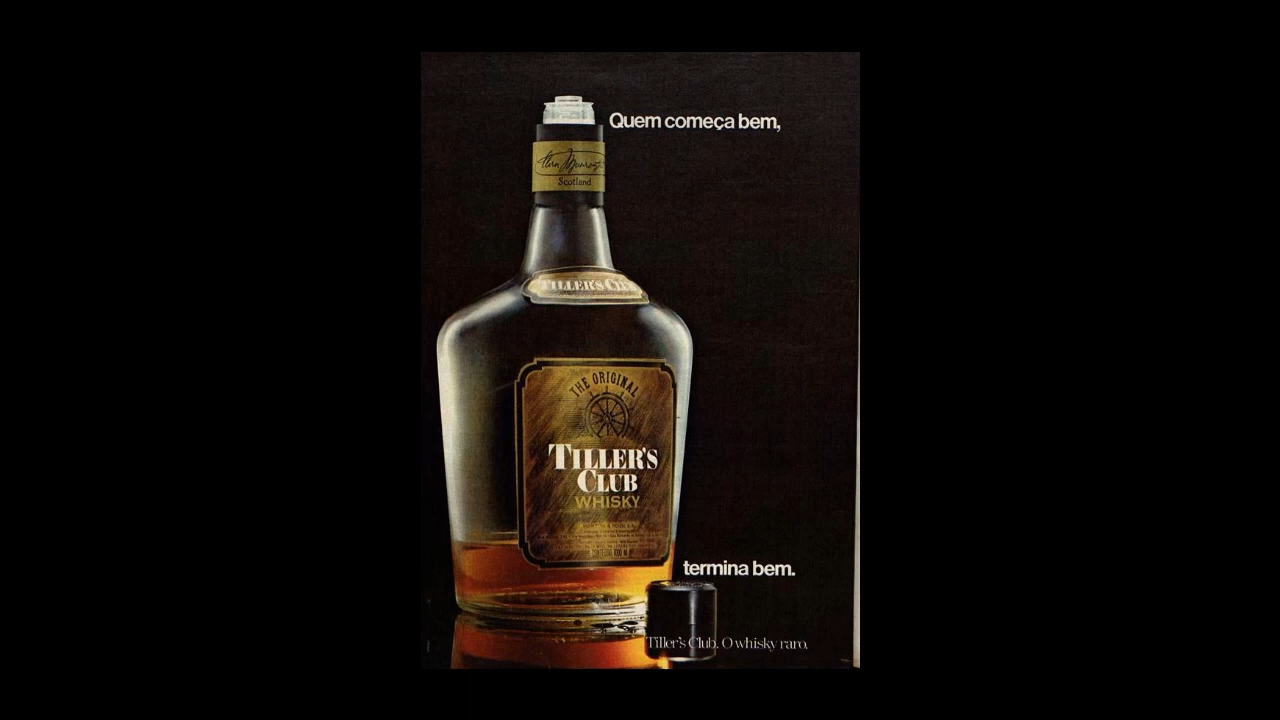 Quem começa bem,
Scotland
TILLER'S CLUB
THE ORIGINAL
TILLER'S
CLUB
WHISKY
termina bem.
Tiller's Club. O whisky raro.